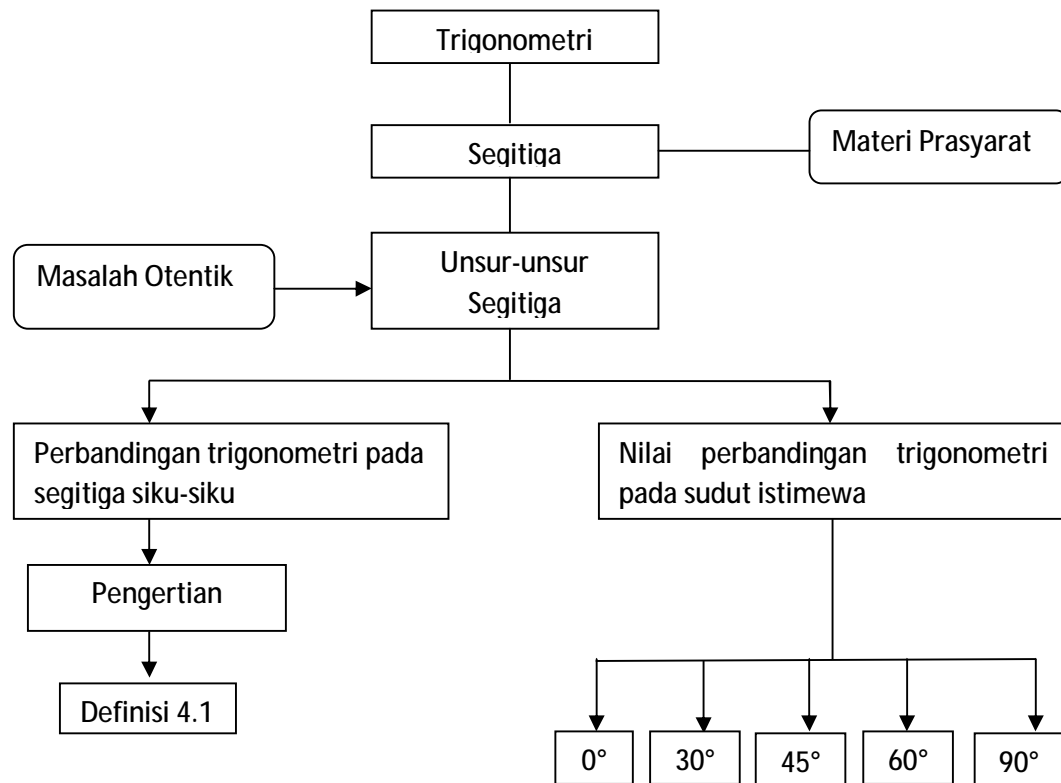 Trigonometri
Segitiga
Materi Prasyarat
Masalah Otentik
Unsur-unsur
Segitiga
Perbandingan trigonometri pada
segitiga siku-siku
Nilai perbandingan trigonometri
pada sudut istimewa
Pengertian
Definisi 4.1
0°
30°
45°
60°
90°